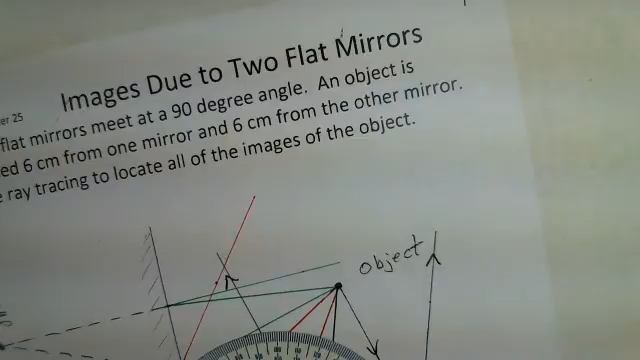 Images Due to Two Flat Mirrors
er 25
flat mirrors meet at a 90 degree angle. An object is
ed 6 cm from one mirror and 6 cm from the other mirror.
e ray tracing to locate all of the images of the object.
object